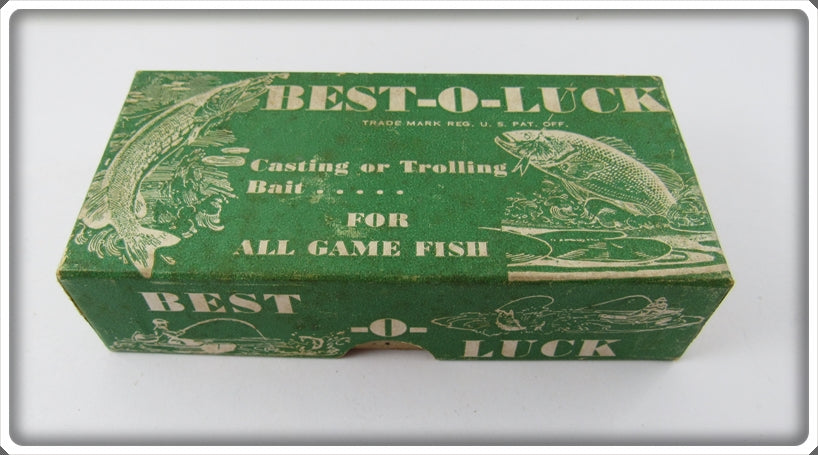 BEST-O-LUCK
TRADE MARK REG. U. S. PAT. OFF.
Casting or Trolling
Bait . . . . .
FOR
ALL GAME FISH
BEST
-O-
LUCK